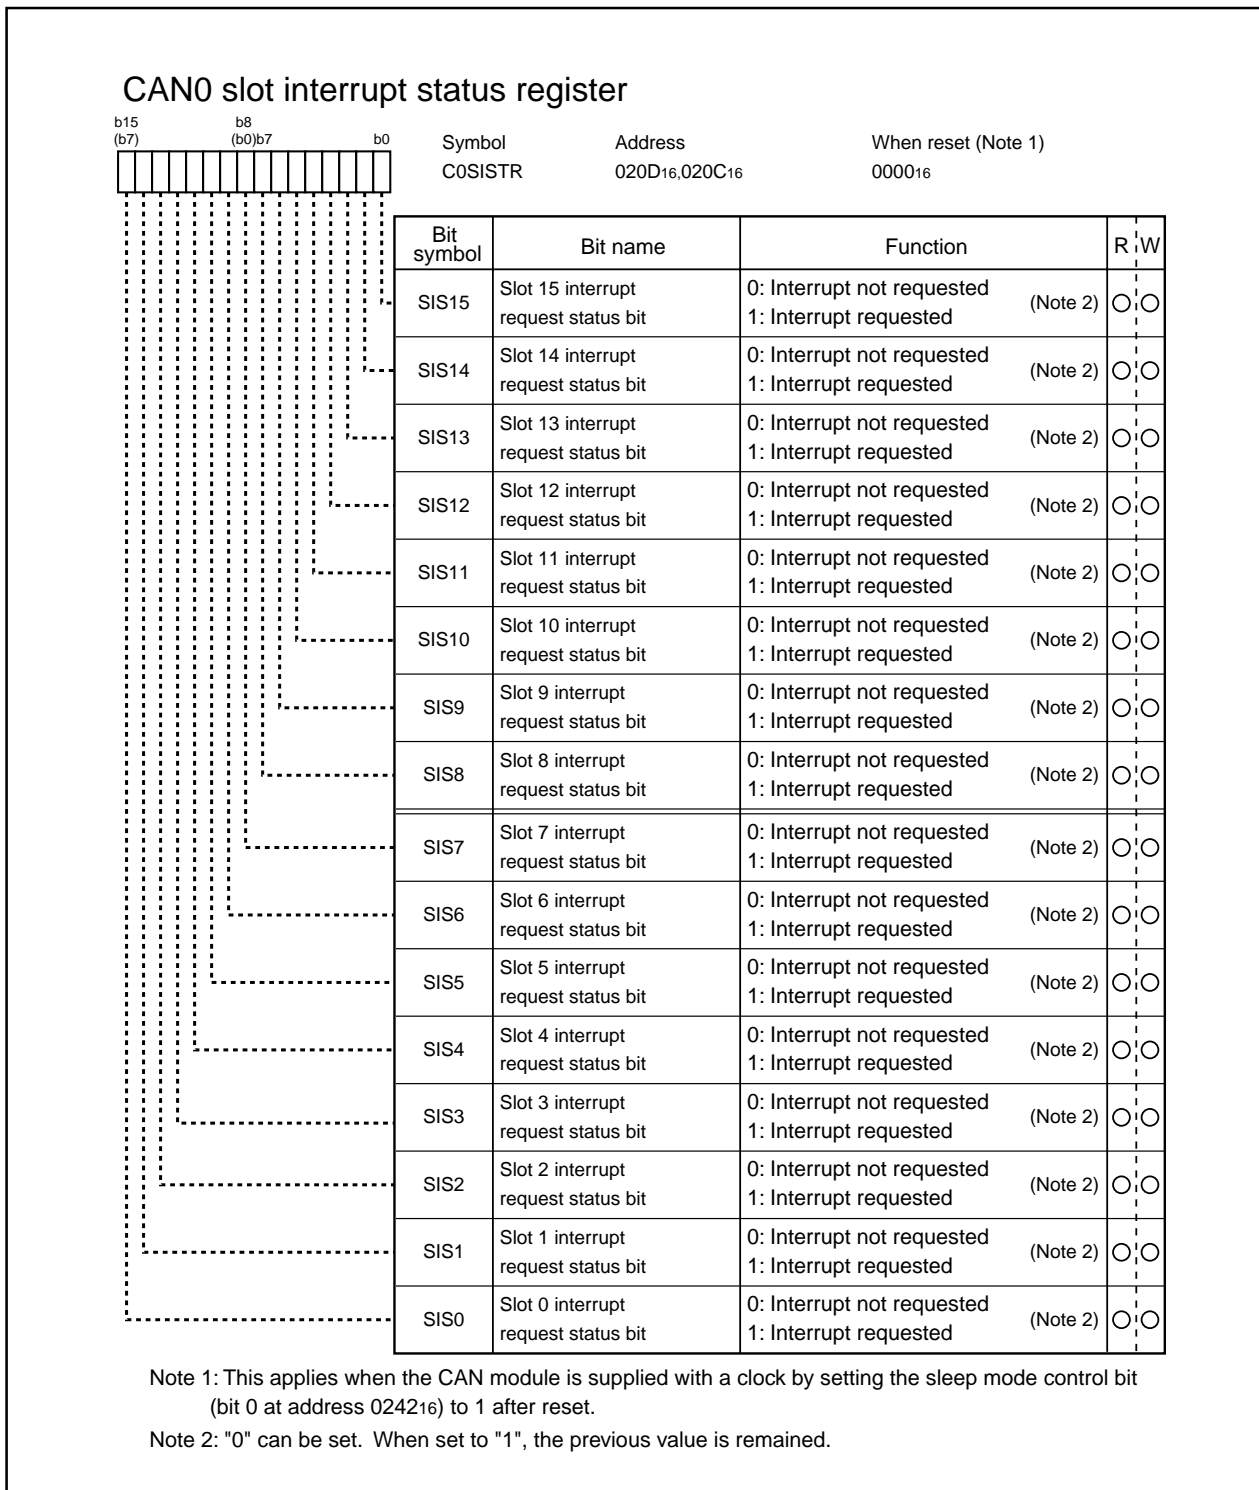 CAN0 slot interrupt status register
b15 b8
(b7) (b0)b7 b0
Symbol Address When reset (Note 1)
C0SISTR 020D16,020C16 000016
Bit symbol Bit name Function R W
SIS15 Slot 15 interrupt request status bit 0: Interrupt not requested 1: Interrupt requested (Note 2)
SIS14 Slot 14 interrupt request status bit 0: Interrupt not requested 1: Interrupt requested (Note 2)
SIS13 Slot 13 interrupt request status bit 0: Interrupt not requested 1: Interrupt requested (Note 2)
SIS12 Slot 12 interrupt request status bit 0: Interrupt not requested 1: Interrupt requested (Note 2)
SIS11 Slot 11 interrupt request status bit 0: Interrupt not requested 1: Interrupt requested (Note 2)
SIS10 Slot 10 interrupt request status bit 0: Interrupt not requested 1: Interrupt requested (Note 2)
SIS9 Slot 9 interrupt request status bit 0: Interrupt not requested 1: Interrupt requested (Note 2)
SIS8 Slot 8 interrupt request status bit 0: Interrupt not requested 1: Interrupt requested (Note 2)
SIS7 Slot 7 interrupt request status bit 0: Interrupt not requested 1: Interrupt requested (Note 2)
SIS6 Slot 6 interrupt request status bit 0: Interrupt not requested 1: Interrupt requested (Note 2)
SIS5 Slot 5 interrupt request status bit 0: Interrupt not requested 1: Interrupt requested (Note 2)
SIS4 Slot 4 interrupt request status bit 0: Interrupt not requested 1: Interrupt requested (Note 2)
SIS3 Slot 3 interrupt request status bit 0: Interrupt not requested 1: Interrupt requested (Note 2)
SIS2 Slot 2 interrupt request status bit 0: Interrupt not requested 1: Interrupt requested (Note 2)
SIS1 Slot 1 interrupt request status bit 0: Interrupt not requested 1: Interrupt requested (Note 2)
SIS0 Slot 0 interrupt request status bit 0: Interrupt not requested 1: Interrupt requested (Note 2)
Note 1: This applies when the CAN module is supplied with a clock by setting the sleep mode control bit
(bit 0 at address 024216) to 1 after reset.
Note 2: "0" can be set. When set to "1", the previous value is remained.